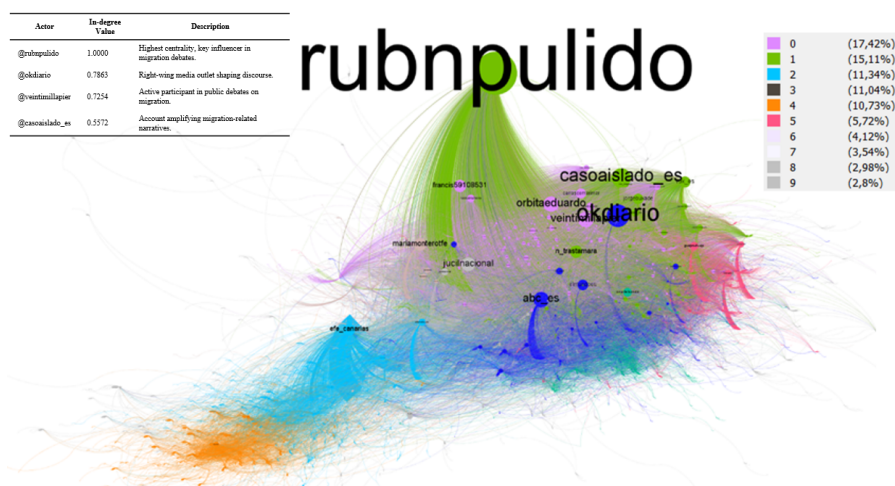 Actor In-degree Value Description
@rubnpulido 1.0000 Highest centrality, key influencer in migration debates.
@okdiario 0.7863 Right-wing media outlet shaping discourse.
@veintimillapier 0.7254 Active participant in public debates on migration.
@casoaislado_es 0.5572 Account amplifying migration-related narratives.
rubnpulido
0 (17,42%)
1 (15,11%)
2 (11,34%)
3 (11,04%)
4 (10,73%)
5 (5,72%)
6 (4,12%)
7 (3,54%)
8 (2,98%)
9 (2,8%)
casoaislado_es
francis59108531
orbitaeduardo
okdiario
mariamonterotfe
n_trastamara
jucilnacional
abc_es
efe_canarias